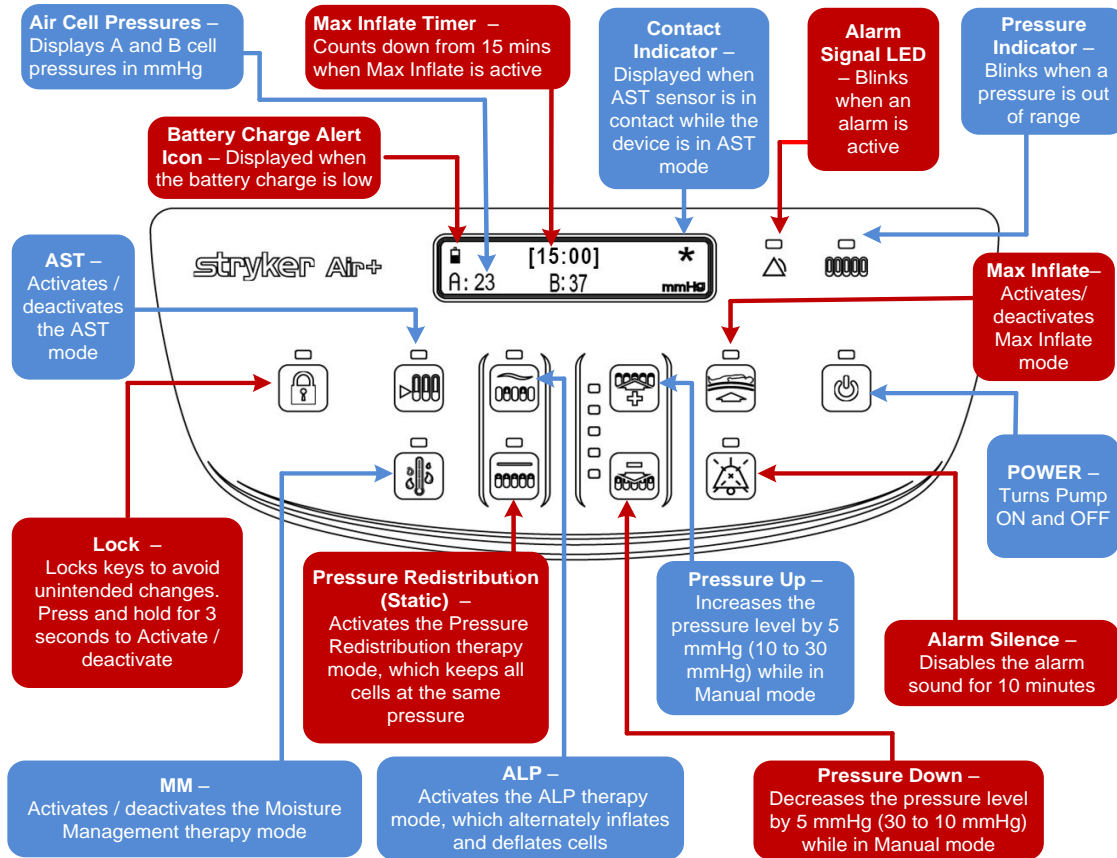 Air Cell Pressures –
Displays A and B cell
pressures in mmHg
Max Inflate Timer –
Counts down from 15 mins
when Max Inflate is active
Contact
Indicator –
Displayed when
AST sensor is in
contact while the
device is in AST
mode
Alarm
Signal LED
– Blinks
when an
alarm is
active
Pressure
Indicator –
Blinks when a
pressure is out
of range
Battery Charge Alert
Icon – Displayed when
the battery charge is low
AST –
Activates /
deactivates
the AST
mode
stryker Air+
[15:00] *
A: 23 B: 37 mmHg
Max Inflate–
Activates/
deactivates
Max Inflate
mode
POWER –
Turns Pump
ON and OFF
Lock –
Locks keys to avoid
unintended changes.
Press and hold for 3
seconds to Activate /
deactivate
Pressure Redistribution
(Static) –
Activates the Pressure
Redistribution therapy
mode, which keeps all
cells at the same
pressure
Pressure Up –
Increases the
pressure level by 5
mmHg (10 to 30
mmHg) while in
Manual mode
Alarm Silence –
Disables the alarm
sound for 10 minutes
MM –
Activates / deactivates the Moisture
Management therapy mode
ALP –
Activates the ALP therapy
mode, which alternately inflates
and deflates cells
Pressure Down –
Decreases the pressure level
by 5 mmHg (30 to 10 mmHg)
while in Manual mode